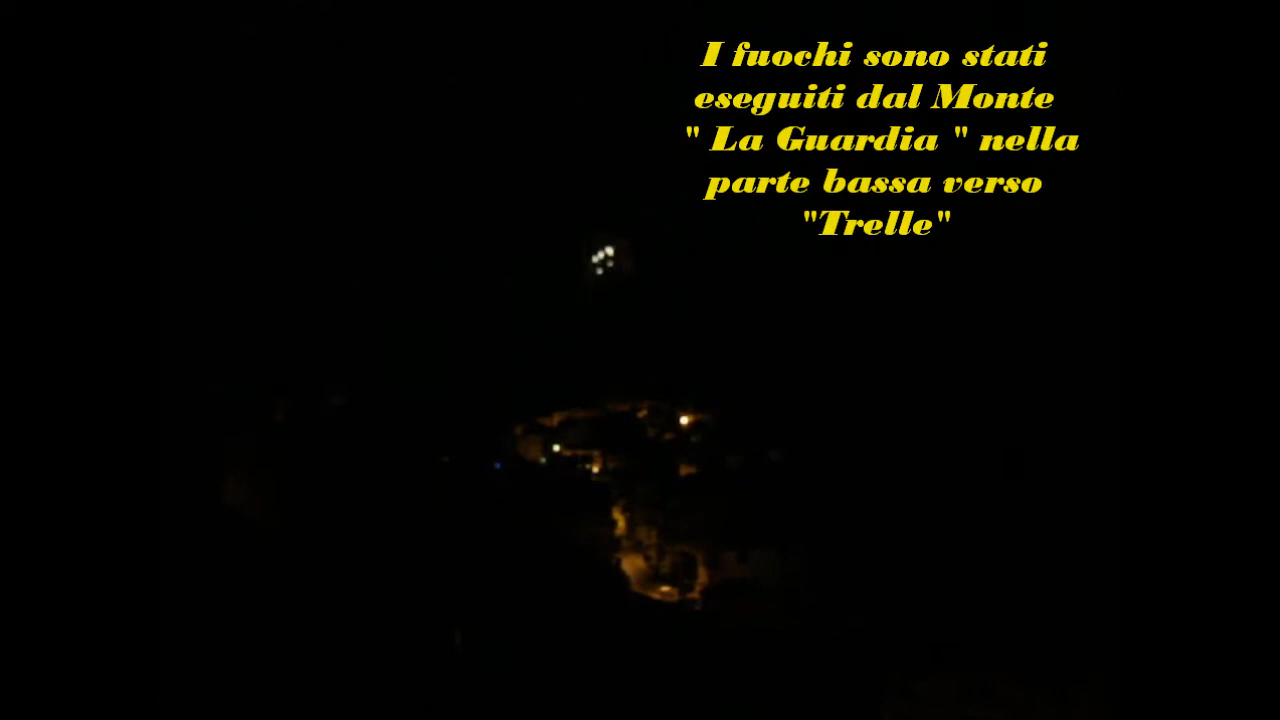 I fuochi sono stati
eseguiti dal Monte
" La Guardia " nella
parte bassa verso
"Trelle"